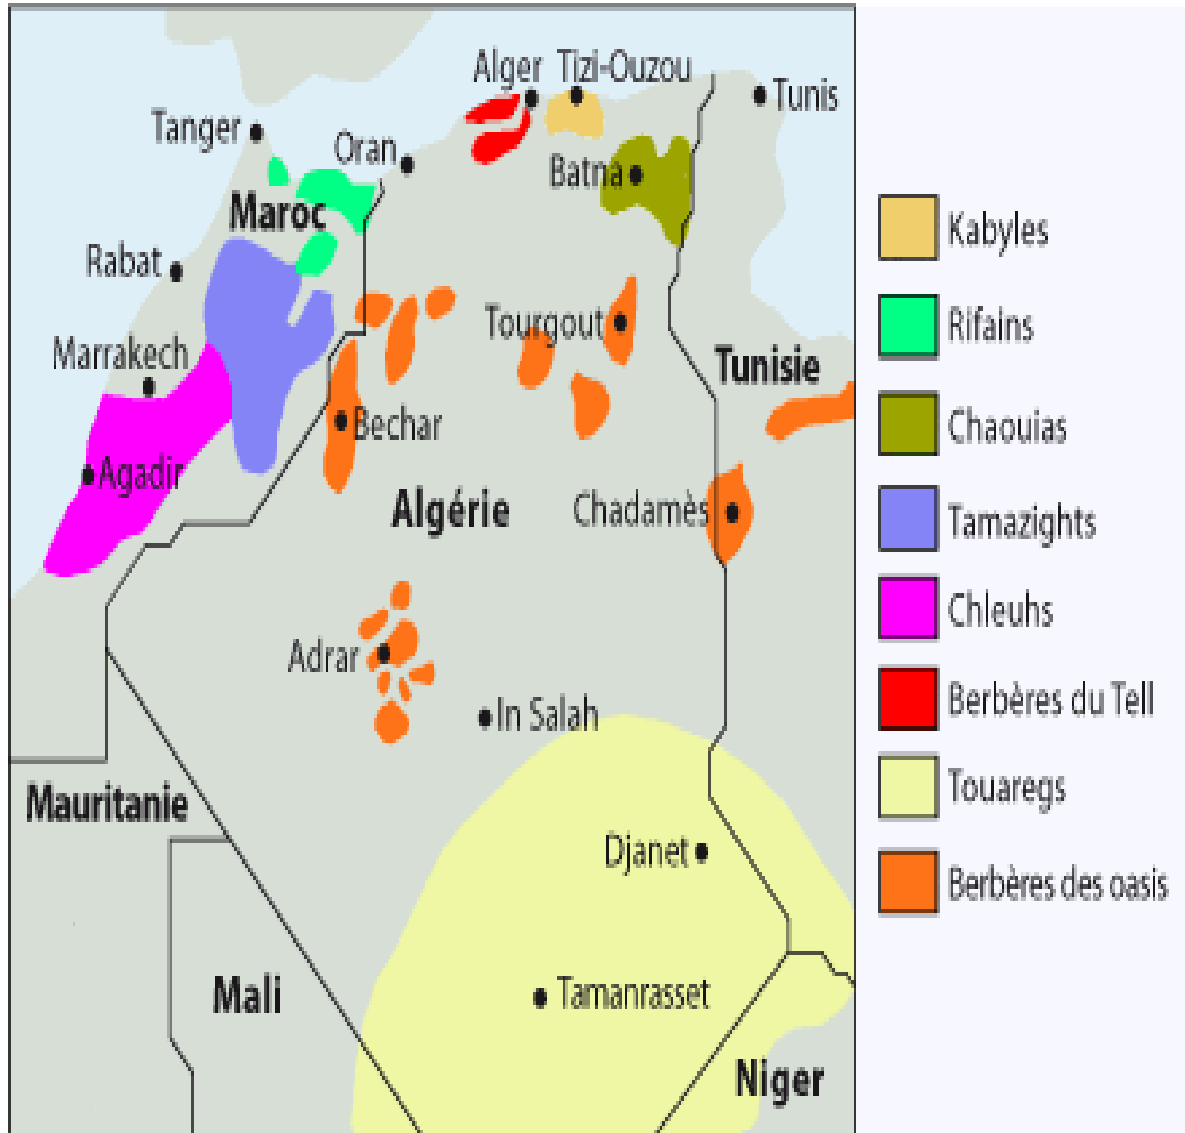 Alger
Tizi-Ouzou
Tunis
Tanger
Oran
Batna
Maroc
Rabat
Tourgout
Marrakech
Tunisie
Bechar
Agadir
Algérie
Chadamès
Adrar
In Salah
Mauritanie
Djanet
Mali
Tamanrasset
Niger
Kabyles
Rifains
Chaouias
Tamazights
Chleuhs
Berbères du Tell
Touaregs
Berbères des oasis